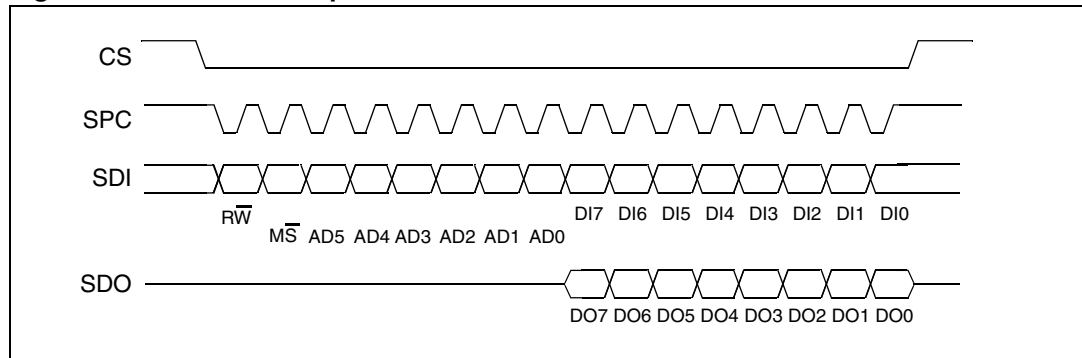 CS
SPC
SDI
RW̅
DI7 DI6 DI5 DI4 DI3 DI2 DI1 DI0
MS̅ AD5 AD4 AD3 AD2 AD1 AD0
SDO
DO7 DO6 DO5 DO4 DO3 DO2 DO1 DO0